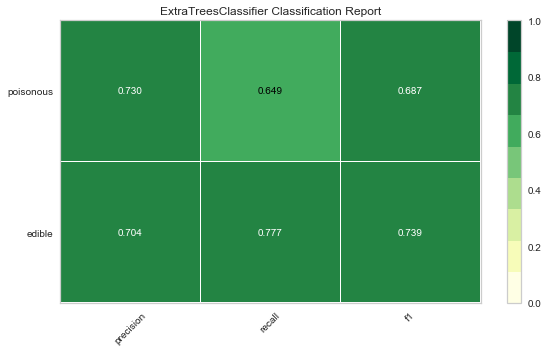 ExtraTreesClassifier Classification Report
poisonous 0.730 0.649 0.687
edible 0.704 0.777 0.739
precision recall f1
1.0
0.8
0.6
0.4
0.2
0.0